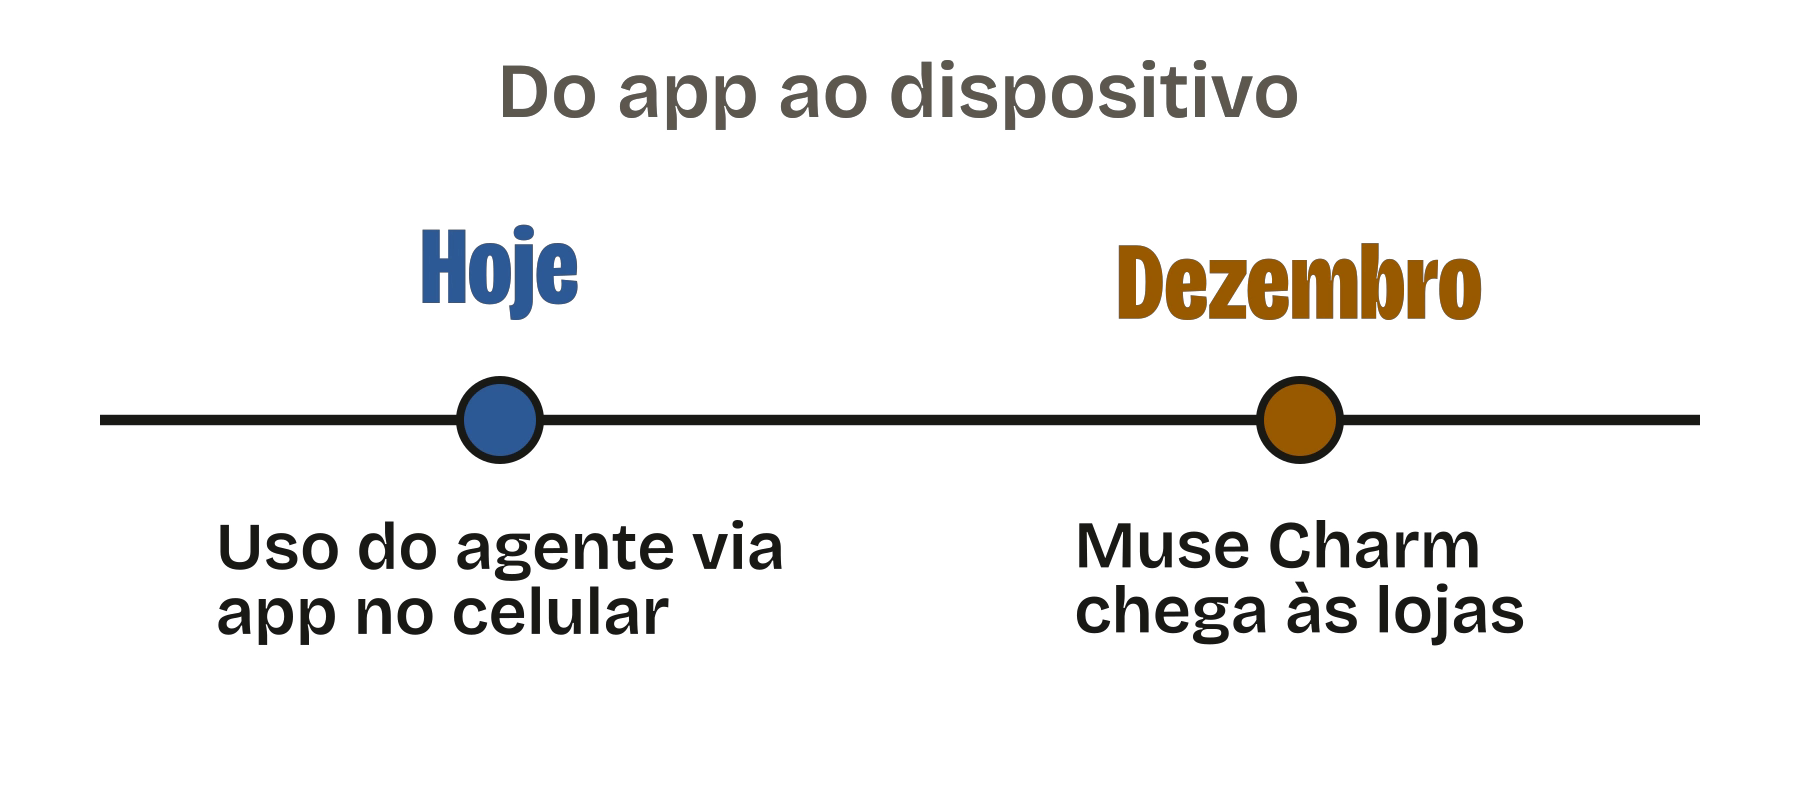 Do app ao dispositivo
Hoje
Dezembro
Uso do agente via
app no celular
Muse Charm
chega às lojas